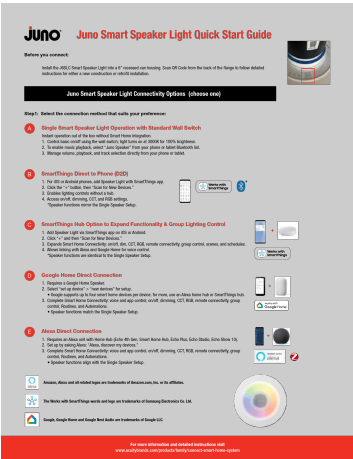 JUNO Juno Smart Speaker Light Quick Start Guide
Before you connect:
Install the JWSLC Smart Speaker Light into a 6" recessed can housing. Scan QR Code from the back of the flange to follow detailed
instructions for either a new construction or retrofit installation.
Juno Smart Speaker Light Connectivity Options (choose one)
Step1: Select the connection method that suits your preference:
A Single Smart Speaker Light Operation with Standard Wall Switch
Instant operation out of the box without Smart Home integration.
1. Control basic on/off using the wall switch; light turns on at 3500K for 100% brightness.
2. To enable music playback, select "Juno Speaker" from your phone or tablet Bluetooth list.
3. Manage volume, playback, and track selection directly from your phone or tablet.
B SmartThings Direct to Phone (D2D)
1. For iOS or Android phones, add Speaker Light with SmartThings app.
2. Click the "+" button, then "Scan for New Devices."
3. Enables lighting controls without a hub.
4. Access on/off, dimming, CCT, and RGB settings.
*Speaker functions mirror the Single Speaker Setup.
Works with
SmartThings
C SmartThings Hub Option to Expand Functionality & Group Lighting Control
1. Add Speaker Light via SmartThings app on iOS or Android.
2. Click "+" and then "Scan for New Devices."
3. Expands Smart Home Connectivity: on/off, dim, CCT, RGB, remote connectivity, group control, scenes, and schedules.
4. Allows linking with Alexa and Google Home for voice control.
*Speaker functions are identical to the Single Speaker Setup.
+
Works with
SmartThings
D Google Home Direct Connection
1. Requires a Google Home Speaker.
2. Select "set up device" > "new devices" for setup.
• Google supports up to four smart home devices per device; for more, use an Alexa home hub or SmartThings hub.
3. Complete Smart Home Connectivity: voice and app control, on/off, dimming, CCT, RGB, remote connectivity, group
control, Routines, and Automations.
• Speaker functions match the Single Speaker Setup.
+
Google Home
E Alexa Direct Connection
1. Requires an Alexa unit with Home Hub (Echo 4th Gen. Smart Home Hub, Echo Plus, Echo Studio, Echo Show 10).
2. Set up by asking Alexa: "Alexa, discover my devices."
3. Complete Smart Home Connectivity: voice and app control, on/off, dimming, CCT, RGB, remote connectivity, group
control, Routines, and Automations.
• Speaker functions align with the Single Speaker Setup.
+
alexa
Amazon, Alexa and all related logos are trademarks of Amazon.com, Inc. or its affiliates.
The Works with SmartThings words and logo are trademarks of Samsung Electronics Co. Ltd.
Google, Google Home and Google Nest Audio are trademarks of Google LLC.
For more information and detailed instructions visit
www.acuitybrands.com/products/family/connect-smart-home-system